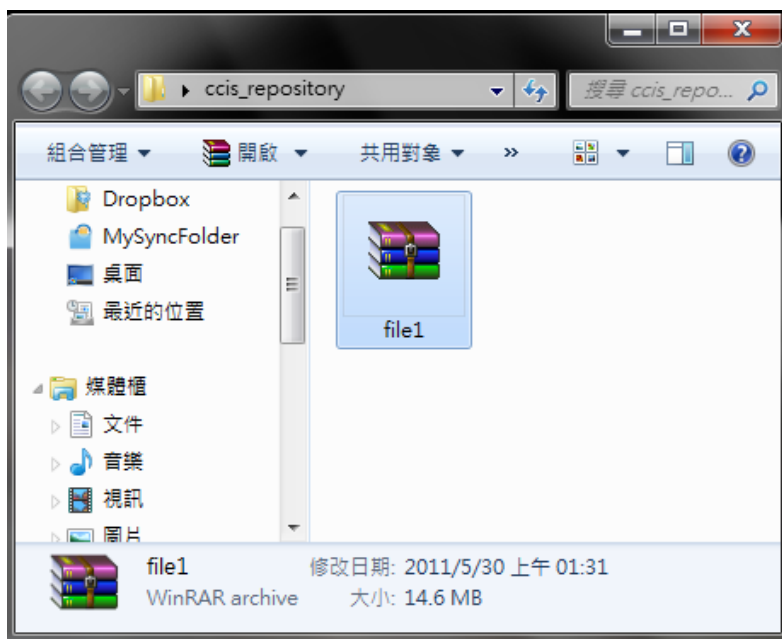 ccis_repository
搜尋 ccis_repo...
組合管理
開啟
共用對象
»
Dropbox
MySyncFolder
桌面
最近的位置
媒體櫃
文件
音樂
視訊
圖片
file1
file1
修改日期: 2011/5/30 上午 01:31
WinRAR archive
大小: 14.6 MB